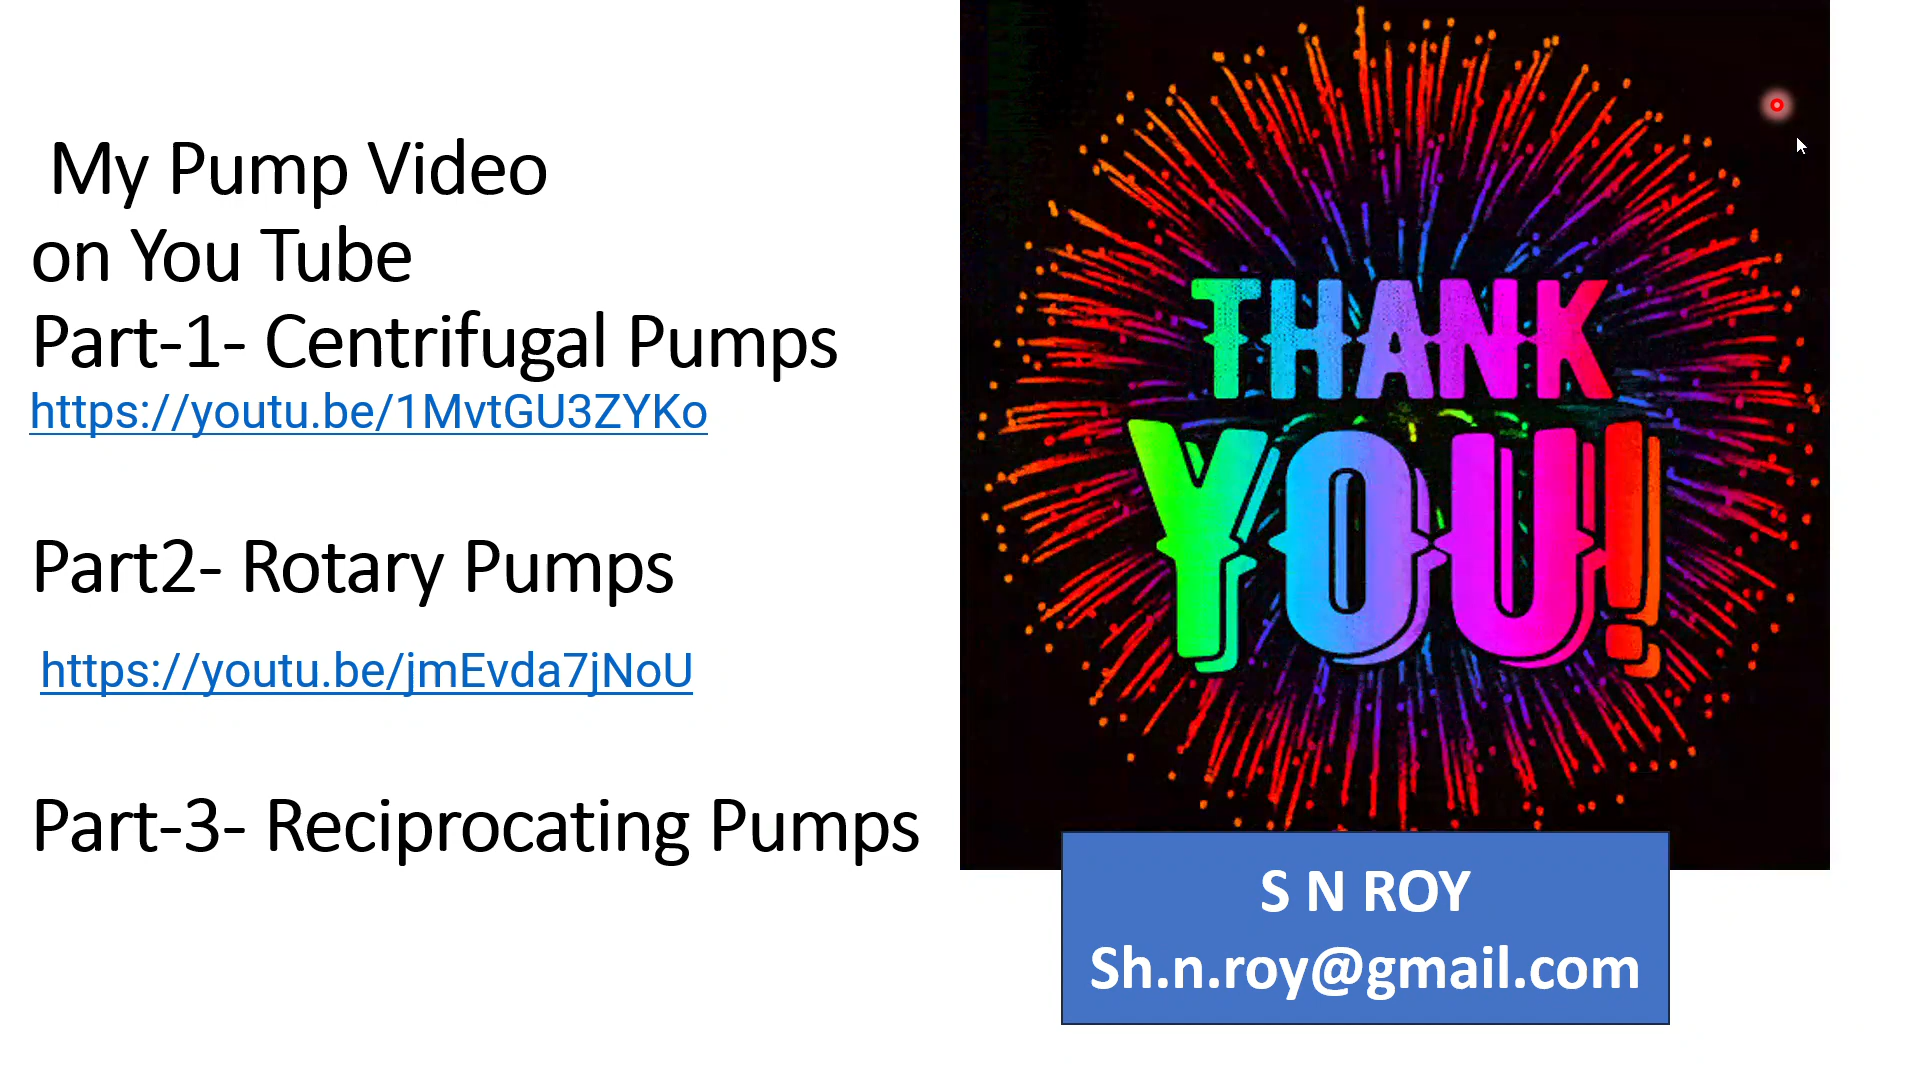 My Pump Video
on You Tube
Part-1- Centrifugal Pumps
https://youtu.be/1MvtGU3ZYKo
Part2- Rotary Pumps
https://youtu.be/jmEvda7jNoU
Part-3- Reciprocating Pumps
THANK
YOU!
S N ROY
Sh.n.roy@gmail.com